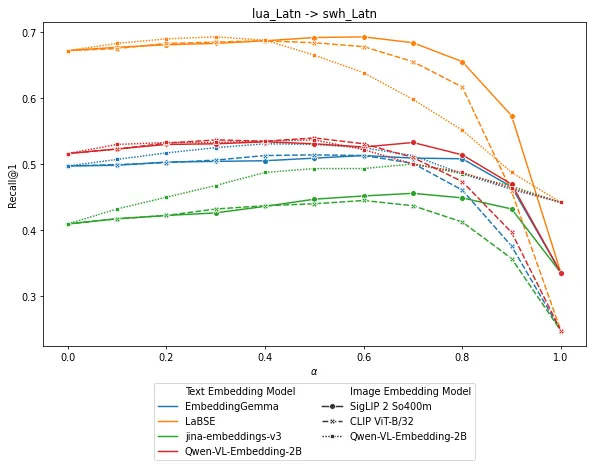 lua_Latn -> swh_Latn
0.7
0.6
0.5
0.4
0.3
Recall@1
0.0 0.2 0.4 0.6 0.8 1.0
α
Text Embedding Model Image Embedding Model
EmbeddingGemma SigLIP 2 So400m
LaBSE CLIP ViT-B/32
jina-embeddings-v3 Qwen-VL-Embedding-2B
Qwen-VL-Embedding-2B